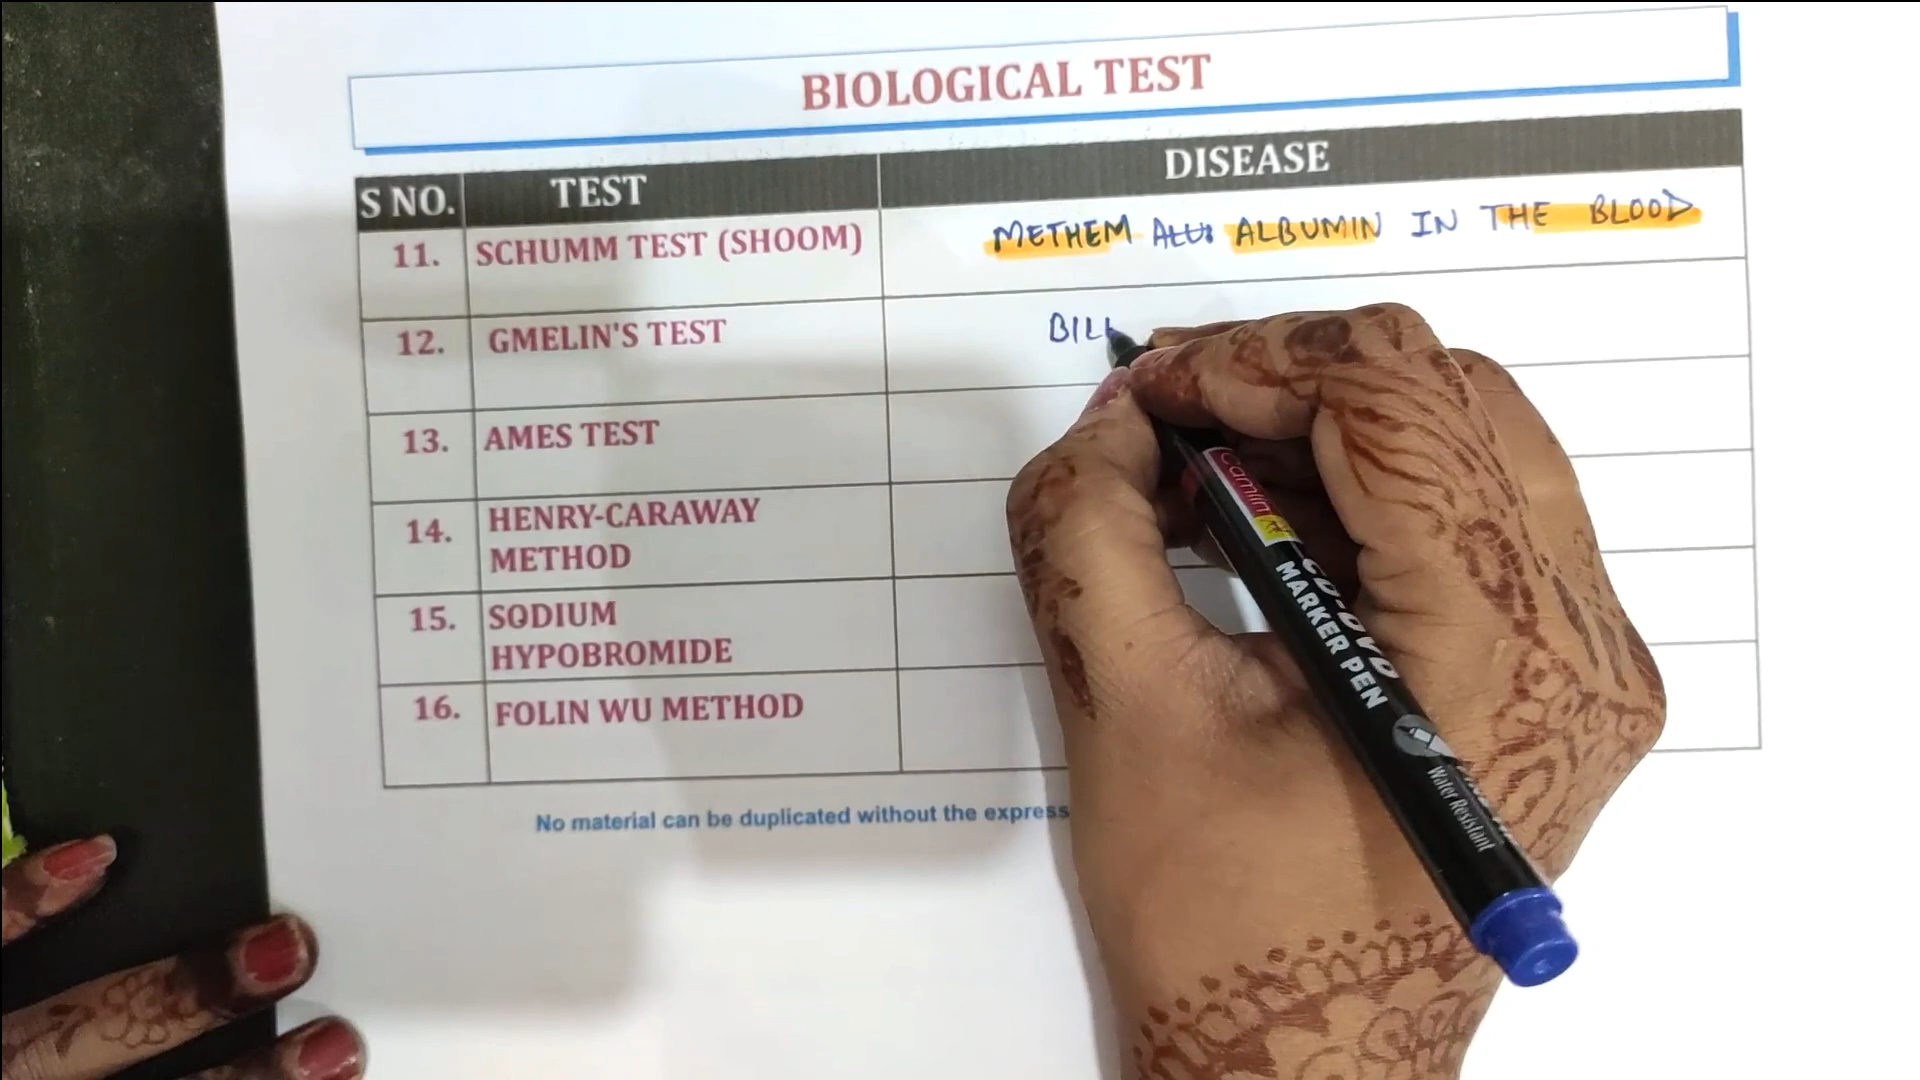 BIOLOGICAL TEST
S NO. TEST DISEASE
11. SCHUMM TEST (SHOOM) METHEM ALBUMIN IN THE BLOOD
12. GMELIN'S TEST BILI
13. AMES TEST
14. HENRY-CARAWAY
METHOD
15. SODIUM
HYPOBROMIDE
16. FOLIN WU METHOD
No material can be duplicated without the express
Camlin
CD-DVD
MARKER PEN
Water Resistant